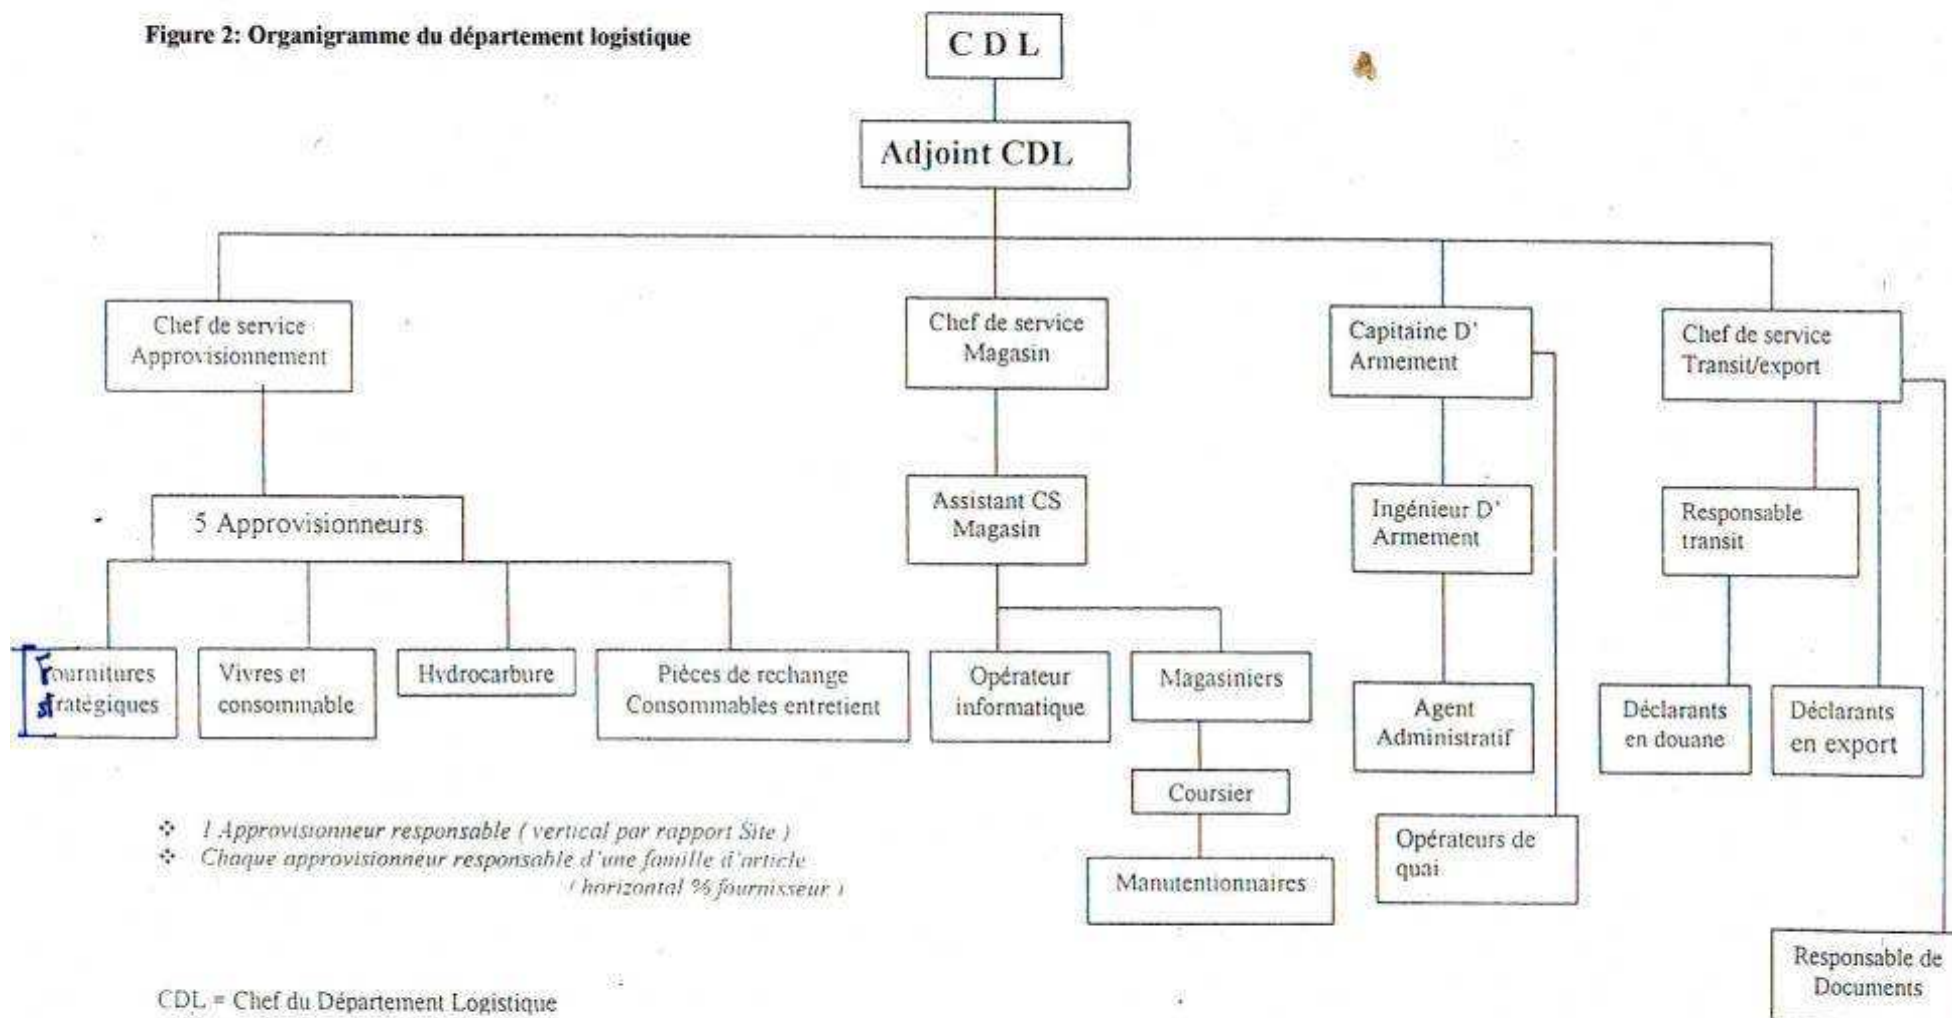 Figure 2: Organigramme du département logistique
C D L
Adjoint CDL
Chef de service
Approvisionnement
Chef de service
Magasin
Capitaine D'
Armement
Chef de service
Transit/export
5 Approvisionneurs
Assistant CS
Magasin
Ingénieur D'
Armement
Responsable
transit
Fournitures
stratégiques
Vivres et
consommable
Hydrocarbure
Pièces de rechange
Consommables entretient
Opérateur
informatique
Magasiniers
Agent
Administratif
Déclarants
en douane
Déclarants
en export
Coursier
Opérateurs de
quai
Manutentionnaires
❖ 1 Approvisionneur responsable ( vertical par rapport Site )
❖ Chaque approvisionneur responsable d'une famille d'article
( horizontal % fournisseur )
Responsable de
Documents
CDL = Chef du Département Logistique